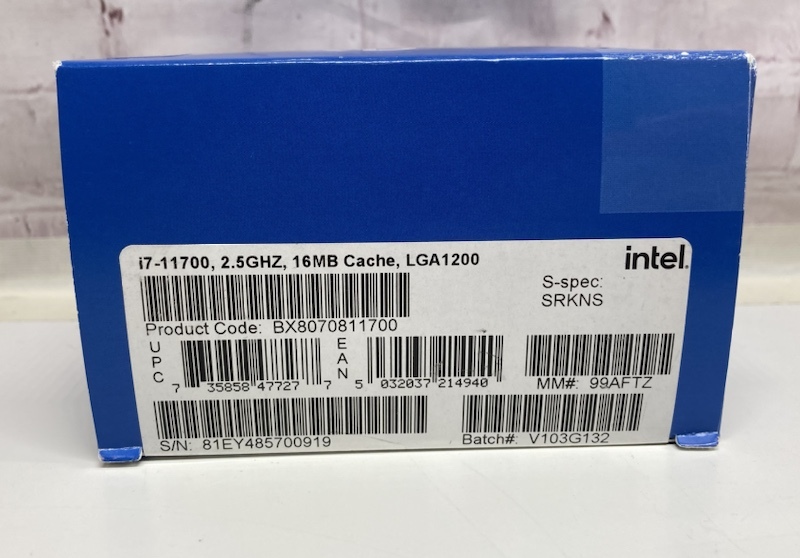 i7-11700, 2.5GHZ, 16MB Cache, LGA1200
intel.
S-spec:
SRKNS
Product Code: BX8070811700
UPC
7 35858 47727 7
EAN
5 032037 214940
MM#: 99AFTZ
S/N: 81EY485700919
Batch#: V103G132